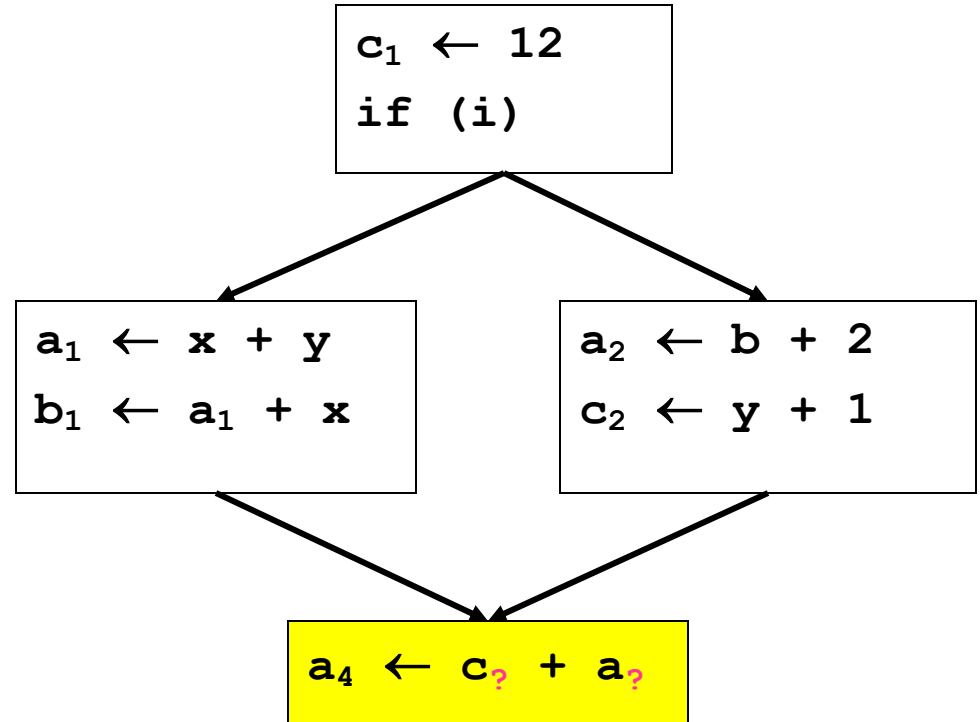 c₁ ← 12
if (i)
a₁ ← x + y
b₁ ← a₁ + x
a₂ ← b + 2
c₂ ← y + 1
a₄ ← c? + a?